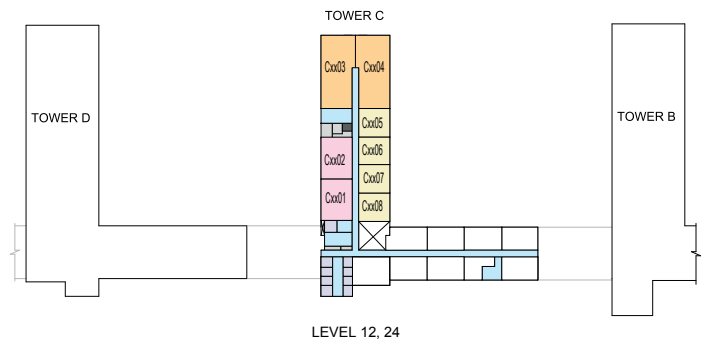 TOWER C
Cxx03
Cxx04
TOWER D
TOWER B
Cxx05
Cxx06
Cxx02
Cxx07
Cxx01
Cxx08
LEVEL 12, 24